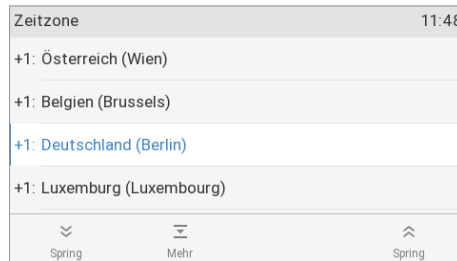 Zeitzone 11:48
+1: Österreich (Wien)
+1: Belgien (Brussels)
+1: Deutschland (Berlin)
+1: Luxemburg (Luxembourg)
Spring Mehr Spring